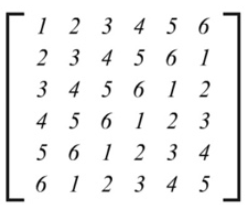 1 2 3 4 5 6
2 3 4 5 6 1
3 4 5 6 1 2
4 5 6 1 2 3
5 6 1 2 3 4
6 1 2 3 4 5